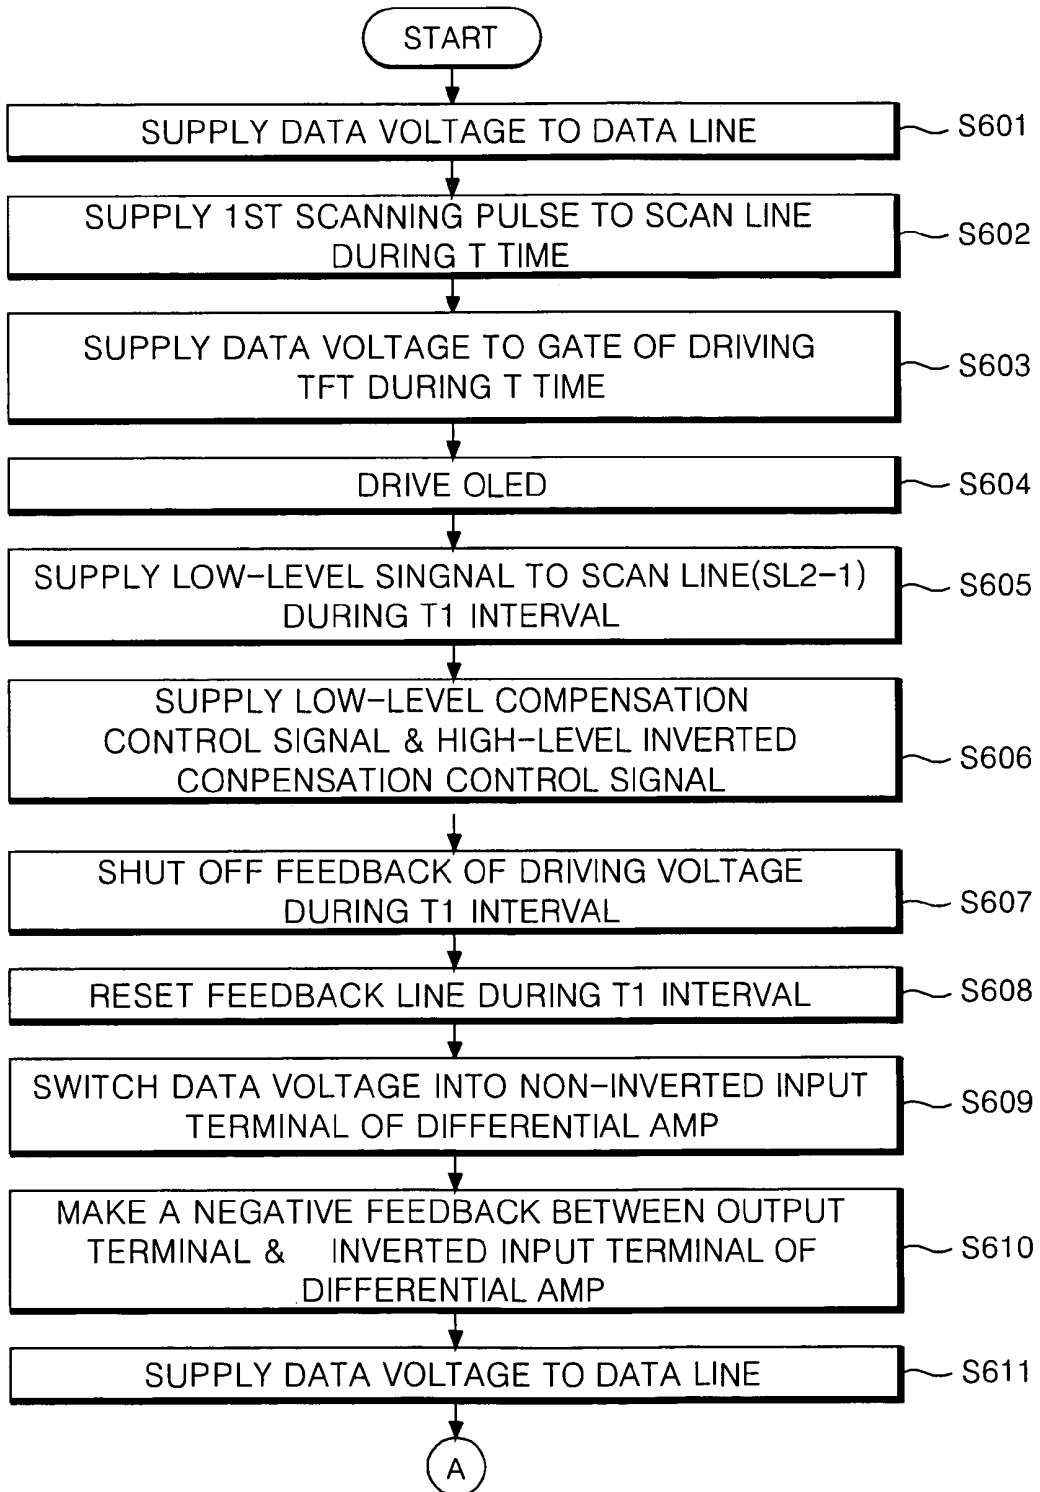 START
SUPPLY DATA VOLTAGE TO DATA LINE
S601
SUPPLY 1ST SCANNING PULSE TO SCAN LINE
DURING T TIME
S602
SUPPLY DATA VOLTAGE TO GATE OF DRIVING
TFT DURING T TIME
S603
DRIVE OLED
S604
SUPPLY LOW-LEVEL SINGNAL TO SCAN LINE(SL2-1)
DURING T1 INTERVAL
S605
SUPPLY LOW-LEVEL COMPENSATION
CONTROL SIGNAL & HIGH-LEVEL INVERTED
CONPENSATION CONTROL SIGNAL
S606
SHUT OFF FEEDBACK OF DRIVING VOLTAGE
DURING T1 INTERVAL
S607
RESET FEEDBACK LINE DURING T1 INTERVAL
S608
SWITCH DATA VOLTAGE INTO NON-INVERTED INPUT
TERMINAL OF DIFFERENTIAL AMP
S609
MAKE A NEGATIVE FEEDBACK BETWEEN OUTPUT
TERMINAL & INVERTED INPUT TERMINAL OF
DIFFERENTIAL AMP
S610
SUPPLY DATA VOLTAGE TO DATA LINE
S611
A